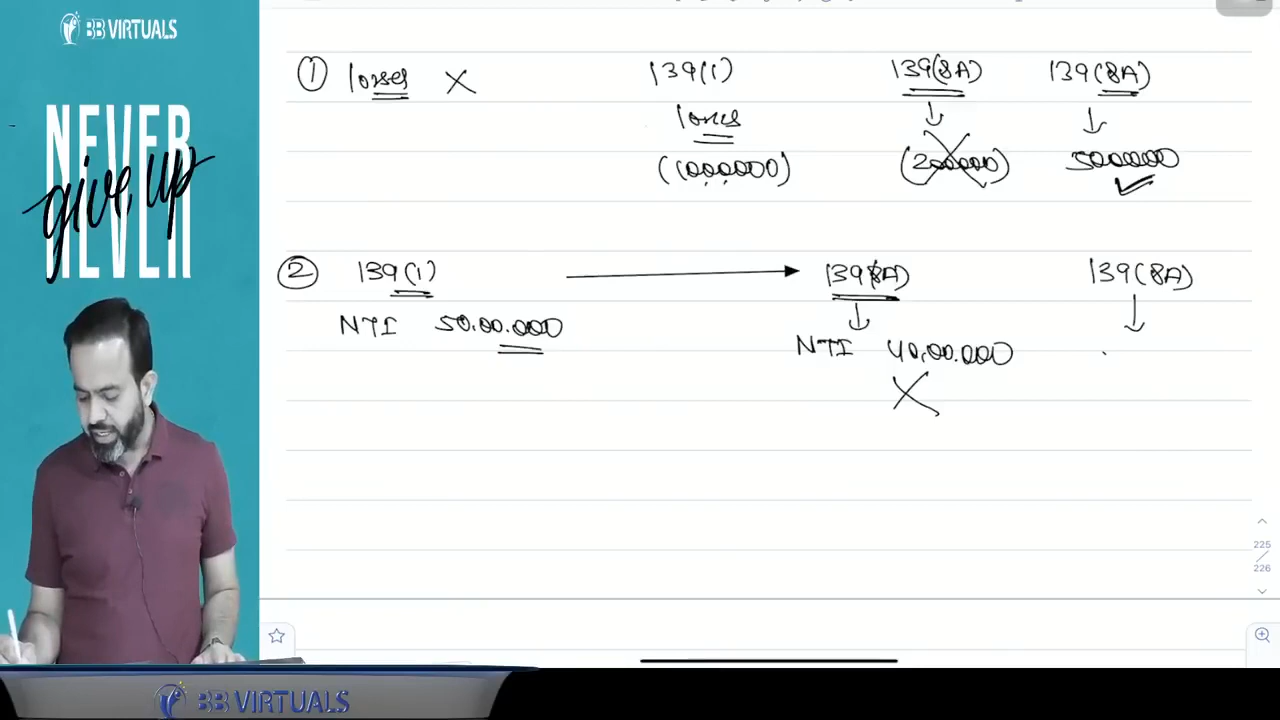 BB VIRTUALS
NEVER
give up
NEVER
① losses X 139(1) 139(8A) 139(8A)
losses
(1000000) (200000) 5000000
② 139(1) 139(8A) 139(8A)
NTI 50,00,000
NTI 40,00,000
X
225
226
BB VIRTUALS